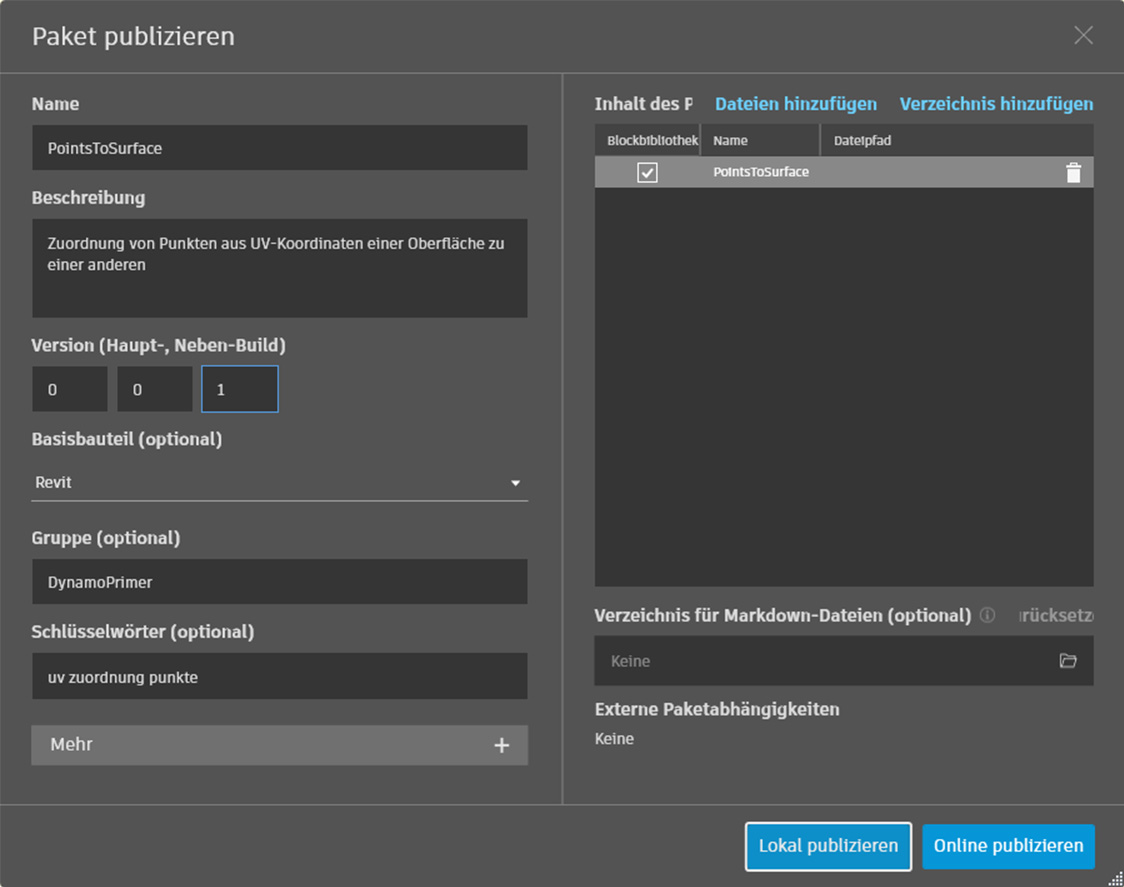 Paket publizieren
Name
PointsToSurface
Beschreibung
Zuordnung von Punkten aus UV-Koordinaten einer Oberfläche zu
einer anderen
Version (Haupt-, Neben-Build)
0 0 1
Basisbauteil (optional)
Revit
Gruppe (optional)
DynamoPrimer
Schlüsselwörter (optional)
uv zuordnung punkte
Mehr
Inhalt des P Dateien hinzufügen Verzeichnis hinzufügen
Blockbibliothek Name Dateipfad
PointsToSurface
Verzeichnis für Markdown-Dateien (optional) rücksetz
Keine
Externe Paketabhängigkeiten
Keine
Lokal publizieren Online publizieren